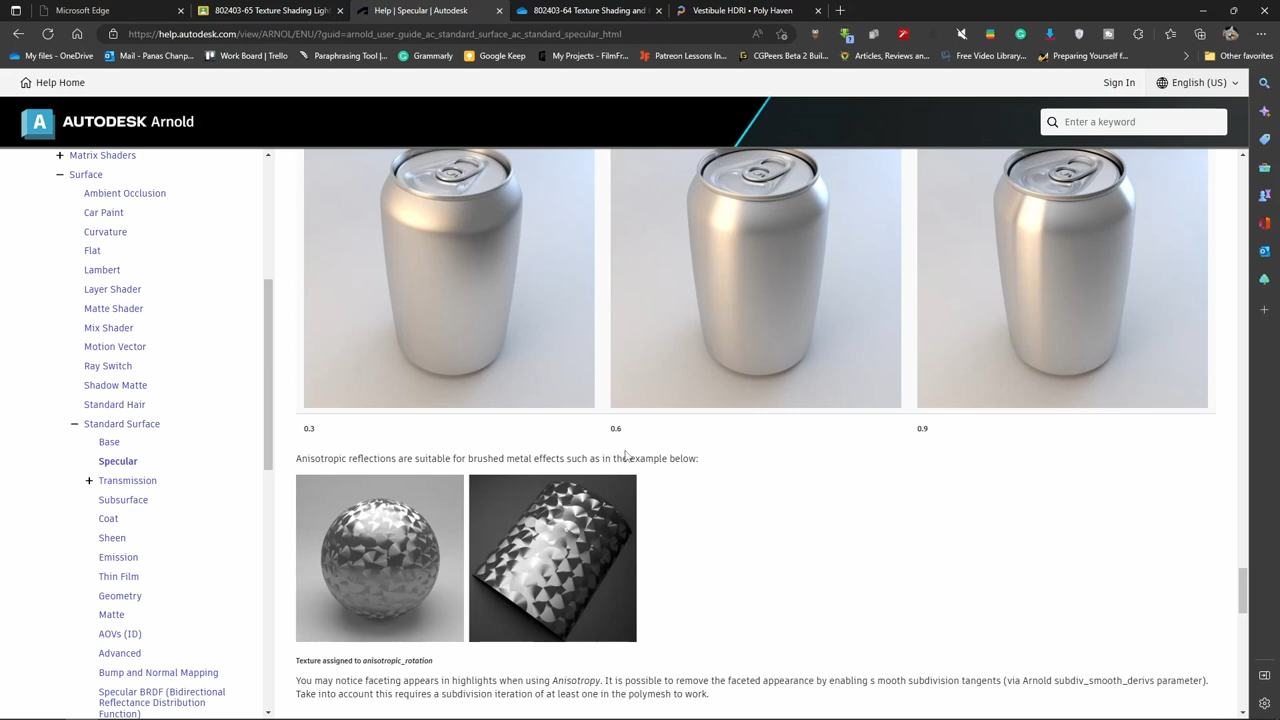 Microsoft Edge
802403-65 Texture Shading Ligh
Help | Specular | Autodesk
802403-64 Texture Shading and
Vestibule HDRI • Poly Haven
https://help.autodesk.com/view/ARNOL/ENU/?guid=arnold_user_guide_ac_standard_surface_ac_standard_specular_html
My files - OneDrive
Mail - Panas Chanp...
Work Board | Trello
Paraphrasing Tool |...
Grammarly
Google Keep
My Projects - FilmFr...
Patreon Lessons In...
CGPeers Beta 2 Buil...
Articles, Reviews an...
Free Video Library...
Preparing Yourself f...
Other favorites
Help Home
Sign In
English (US)
A AUTODESK Arnold
Enter a keyword
Matrix Shaders
Surface
Ambient Occlusion
Car Paint
Curvature
Flat
Lambert
Layer Shader
Matte Shader
Mix Shader
Motion Vector
Ray Switch
Shadow Matte
Standard Hair
Standard Surface
Base
Specular
Transmission
Subsurface
Coat
Sheen
Emission
Thin Film
Geometry
Matte
AOVs (ID)
Advanced
Bump and Normal Mapping
Specular BRDF (Bidirectional
Reflectance Distribution
Function)
0.3
0.6
0.9
Anisotropic reflections are suitable for brushed metal effects such as in the example below:
Texture assigned to anisotropic_rotation
You may notice faceting appears in highlights when using Anisotropy. It is possible to remove the faceted appearance by enabling s mooth subdivision tangents (via Arnold subdiv_smooth_derivs parameter).
Take into account this requires a subdivision iteration of at least one in the polymesh to work.